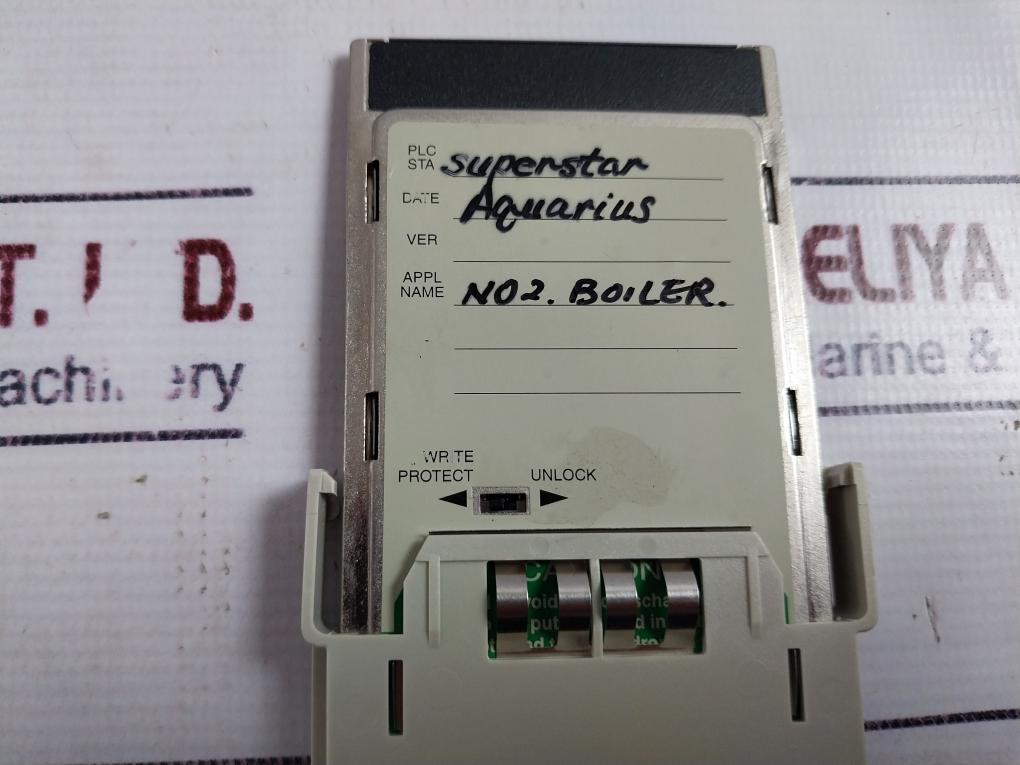 PLC
STA superstar
DATE Aquarius
VER
APPL
NAME NO2. BOILER.
WRITE
PROTECT UNLOCK
T. D.
ELIYA
arine &